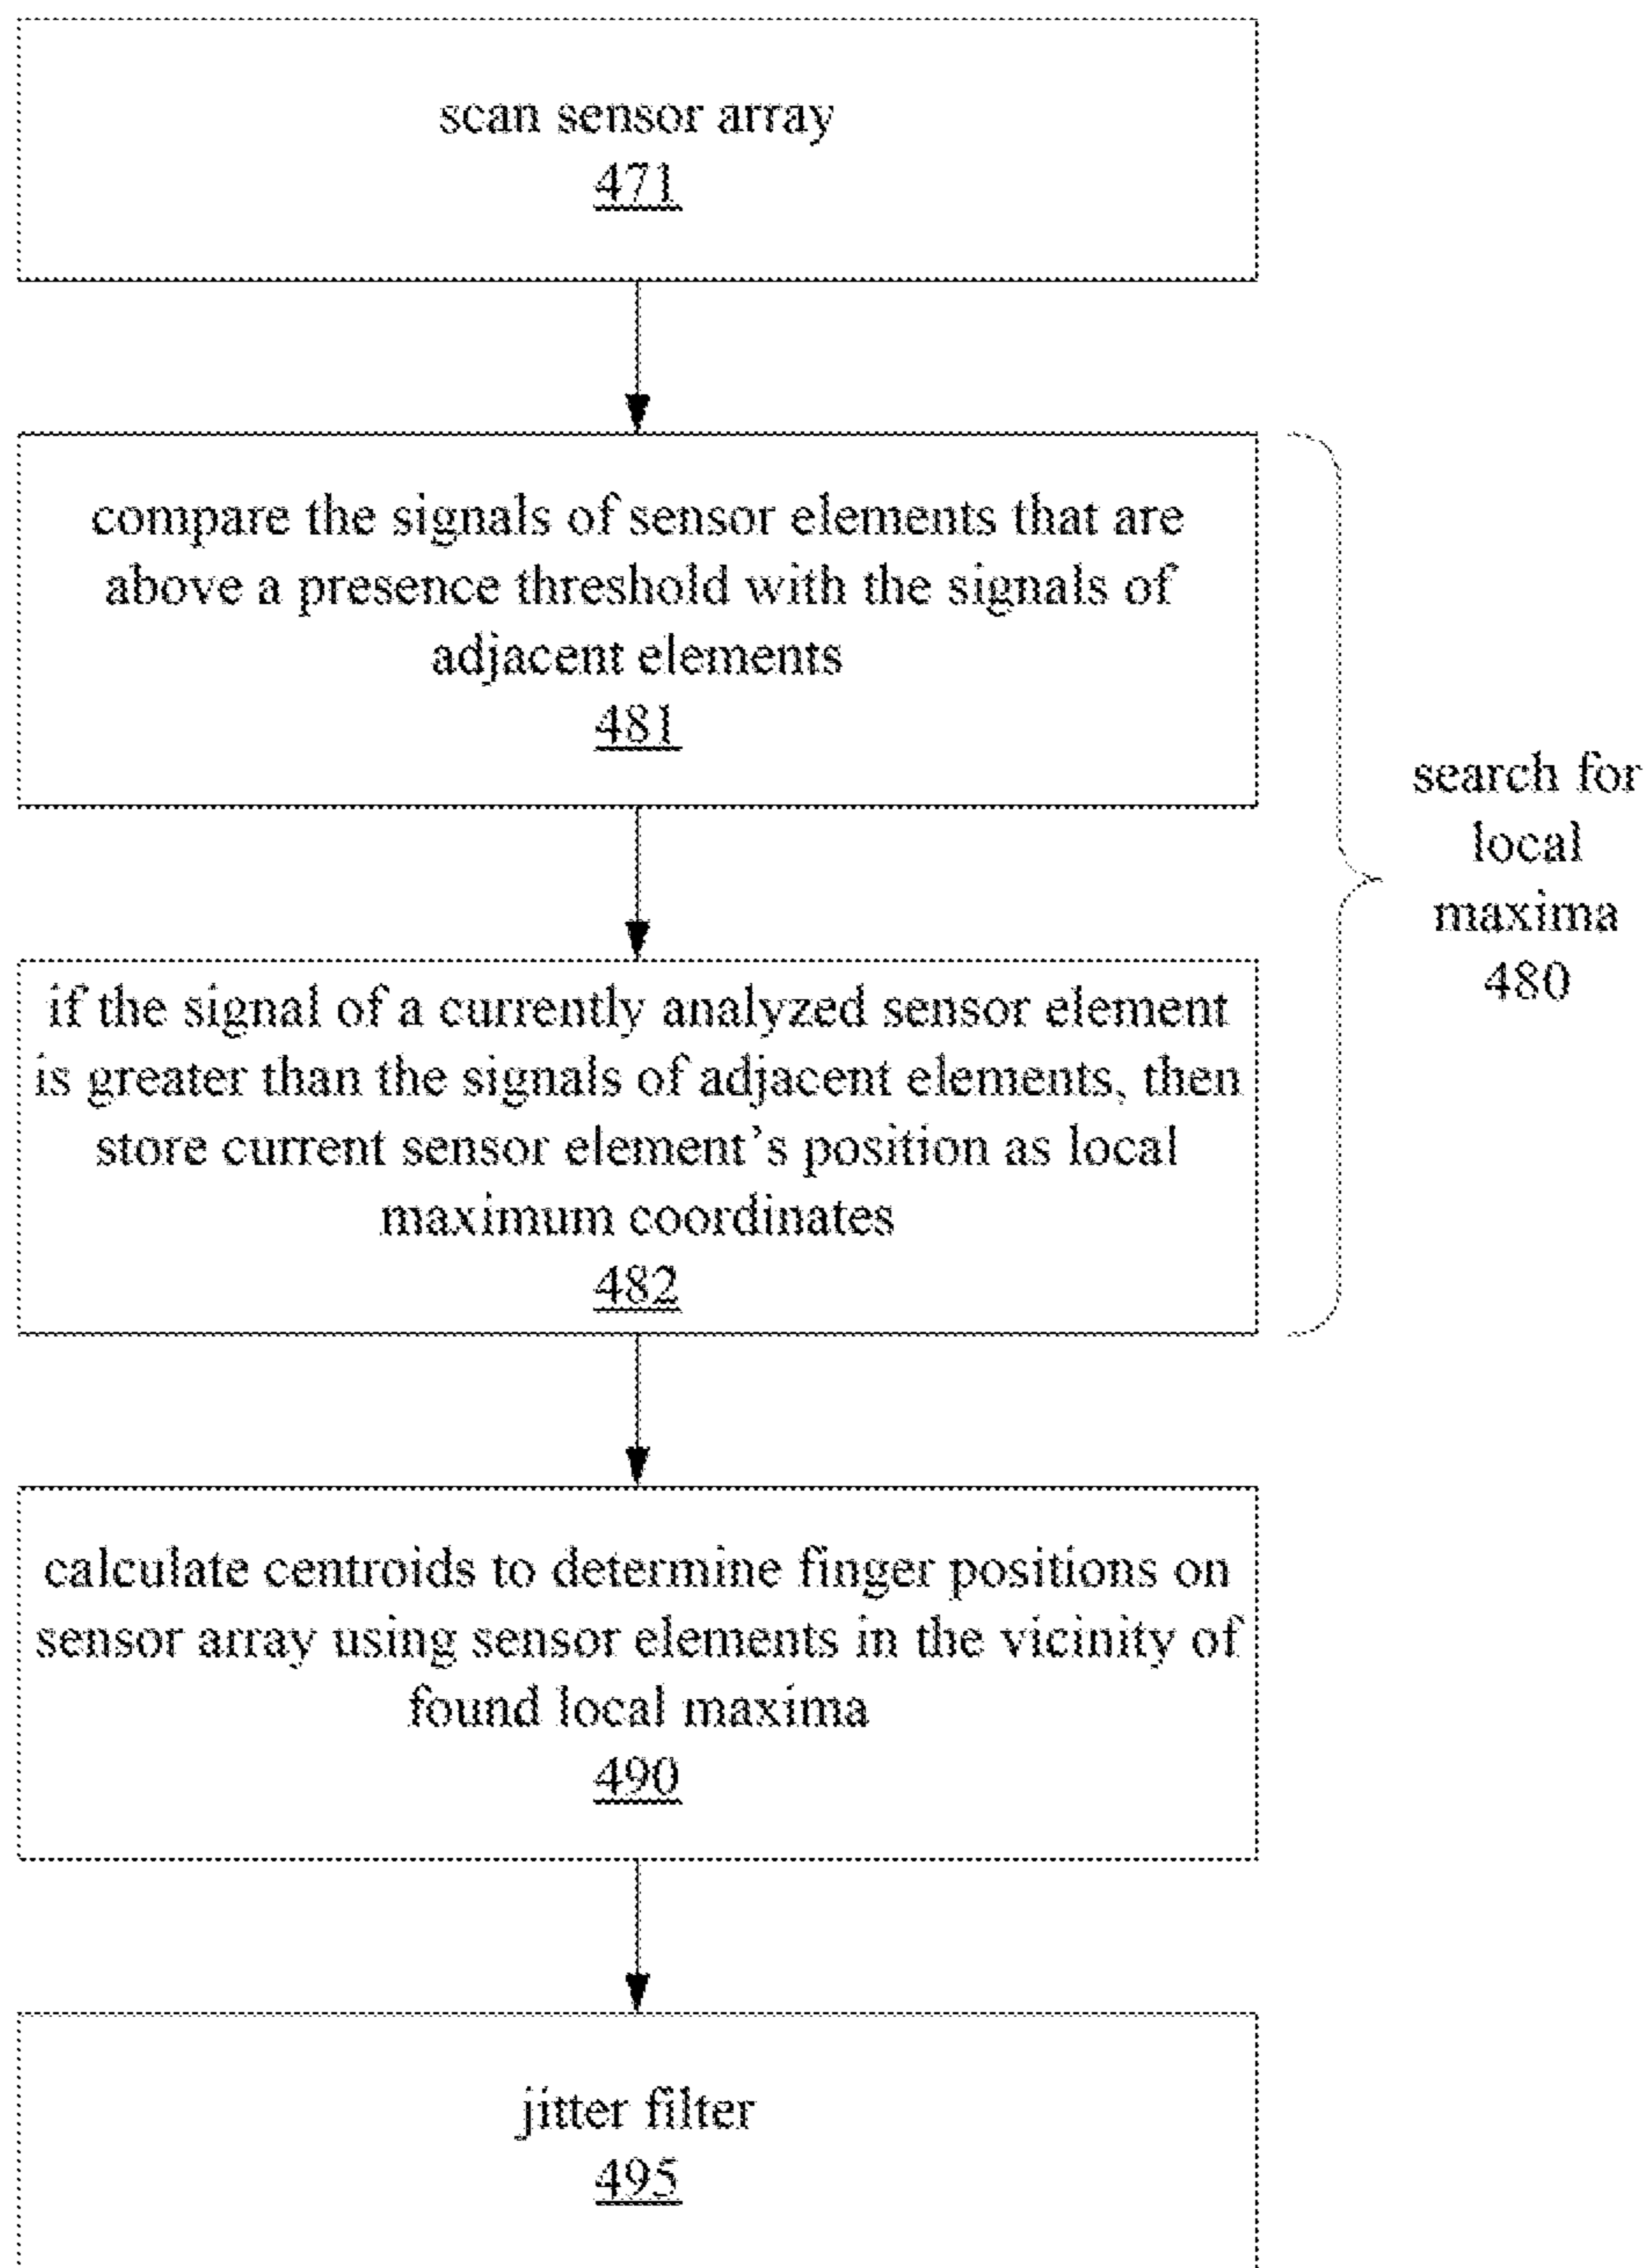 scan sensor array
471
compare the signals of sensor elements that are
above a presence threshold with the signals of
adjacent elements
481
if the signal of a currently analyzed sensor element
is greater than the signals of adjacent elements, then
store current sensor element's position as local
maximum coordinates
482
search for
local
maxima
480
calculate centroids to determine finger positions on
sensor array using sensor elements in the vicinity of
found local maxima
490
jitter filter
495